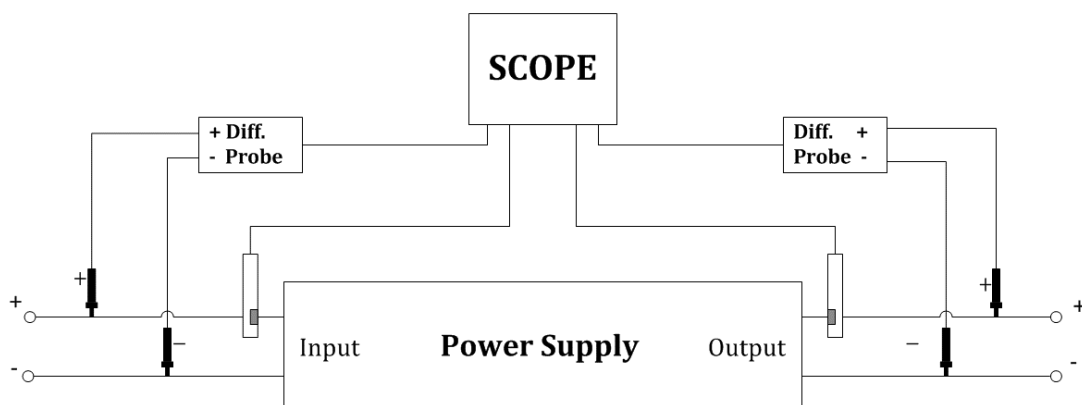 SCOPE
+ Diff.
- Probe
Diff. +
Probe -
+
+
+
+
Input
Power Supply
Output
–
–
-
-